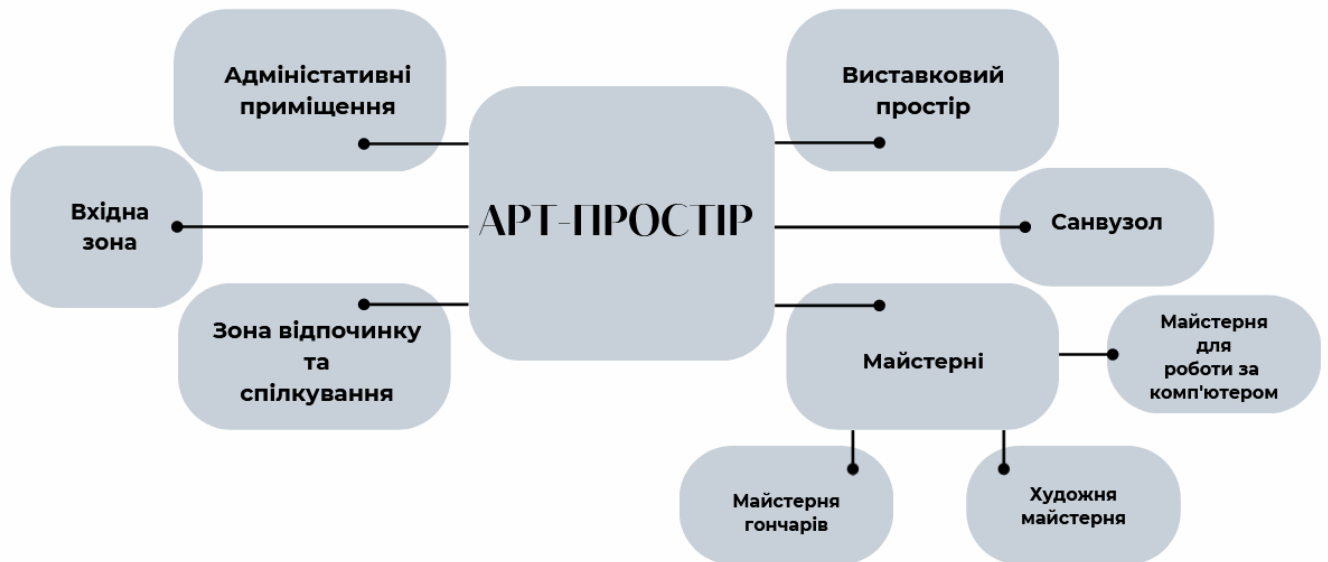 Адміністативні
приміщення
Виставковий
простір
Вхідна
зона
АРТ-ПРОСТІР
Санвузол
Зона відпочинку
та
спілкування
Майстерні
Майстерня
для
роботи за
комп'ютером
Майстерня
гончарів
Художня
майстерня